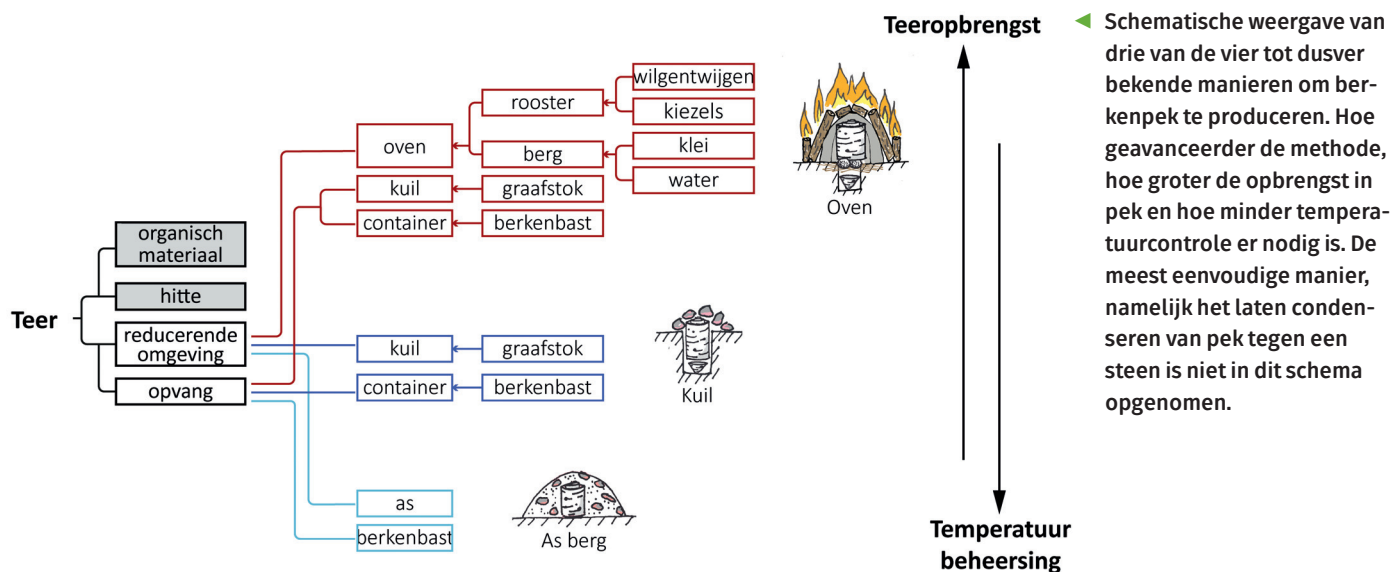 Teer
organisch
materiaal
hitte
reducerende
omgeving
opvang
oven
kuil
container
rooster
berg
graafstok
berkenbast
wilgentwijgen
kiezels
klei
water
Oven
kuil
container
graafstok
berkenbast
Kuil
as
berkenbast
As berg
Teeropbrengst
Temperatuur
beheersing
Schematische weergave van
drie van de vier tot dusver
bekende manieren om ber-
kenpek te produceren. Hoe
geavanceerder de methode,
hoe groter de opbrengst in
pek en hoe minder tempera-
tuurcontrole er nodig is. De
meest eenvoudige manier,
namelijk het laten conden-
seren van pek tegen een
steen is niet in dit schema
opgenomen.